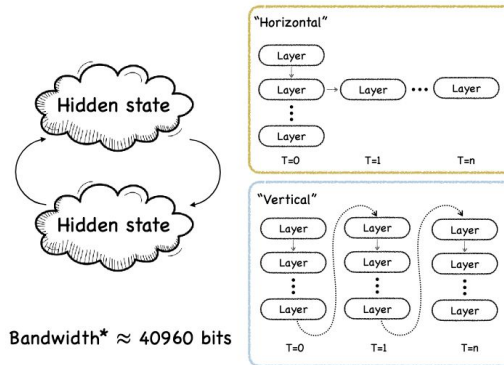 Hidden state
Hidden state
Bandwidth* ≈ 40960 bits
“Horizontal”
Layer
Layer Layer ••• Layer
Layer
T=0 T=1 T=n
“Vertical”
Layer Layer Layer
Layer Layer Layer
Layer Layer Layer
T=0 T=1 T=n